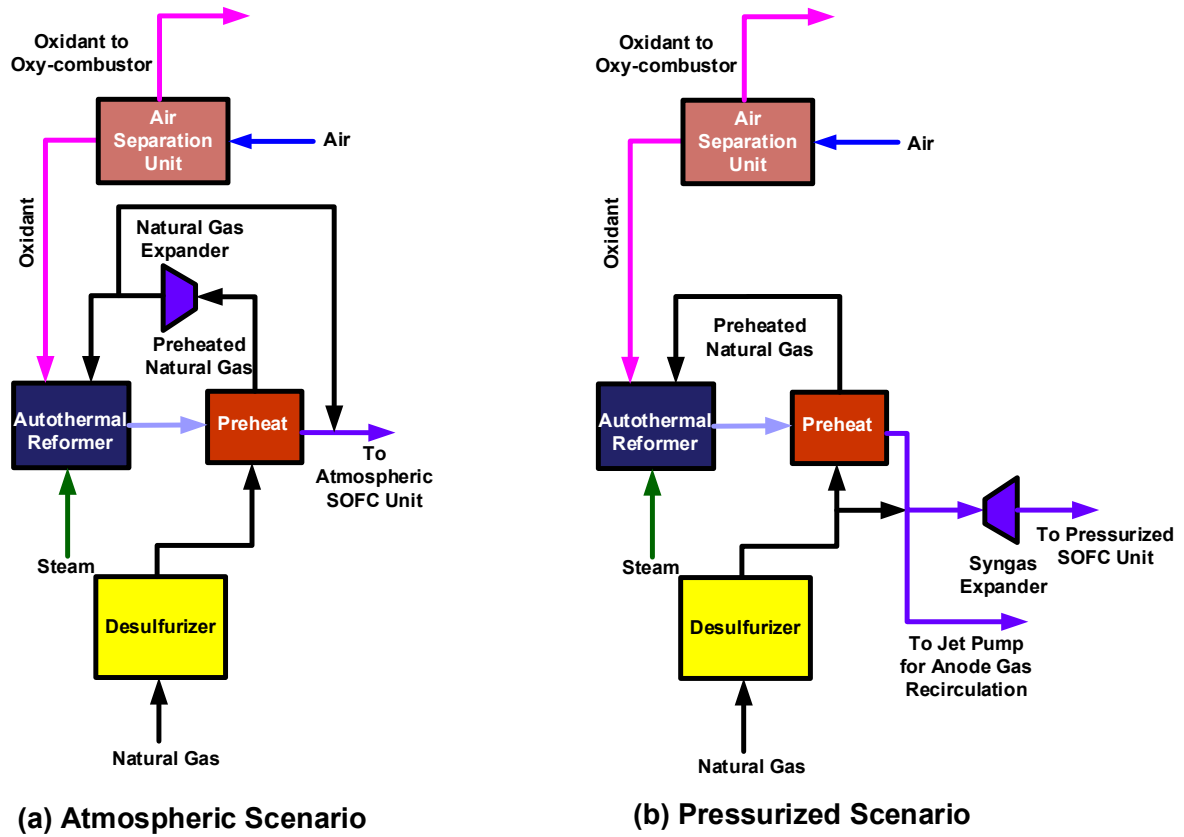 Oxidant to
Oxy-combustor
Air
Separation
Unit
Air
Oxidant
Natural Gas
Expander
Preheated
Natural Gas
Autothermal
Reformer
Preheat
To
Atmospheric
SOFC Unit
Steam
Desulfurizer
Natural Gas
(a) Atmospheric Scenario
Oxidant to
Oxy-combustor
Air
Separation
Unit
Air
Oxidant
Preheated
Natural Gas
Autothermal
Reformer
Preheat
To Pressurized
SOFC Unit
Syngas
Expander
Steam
Desulfurizer
To Jet Pump
for Anode Gas
Recirculation
Natural Gas
(b) Pressurized Scenario